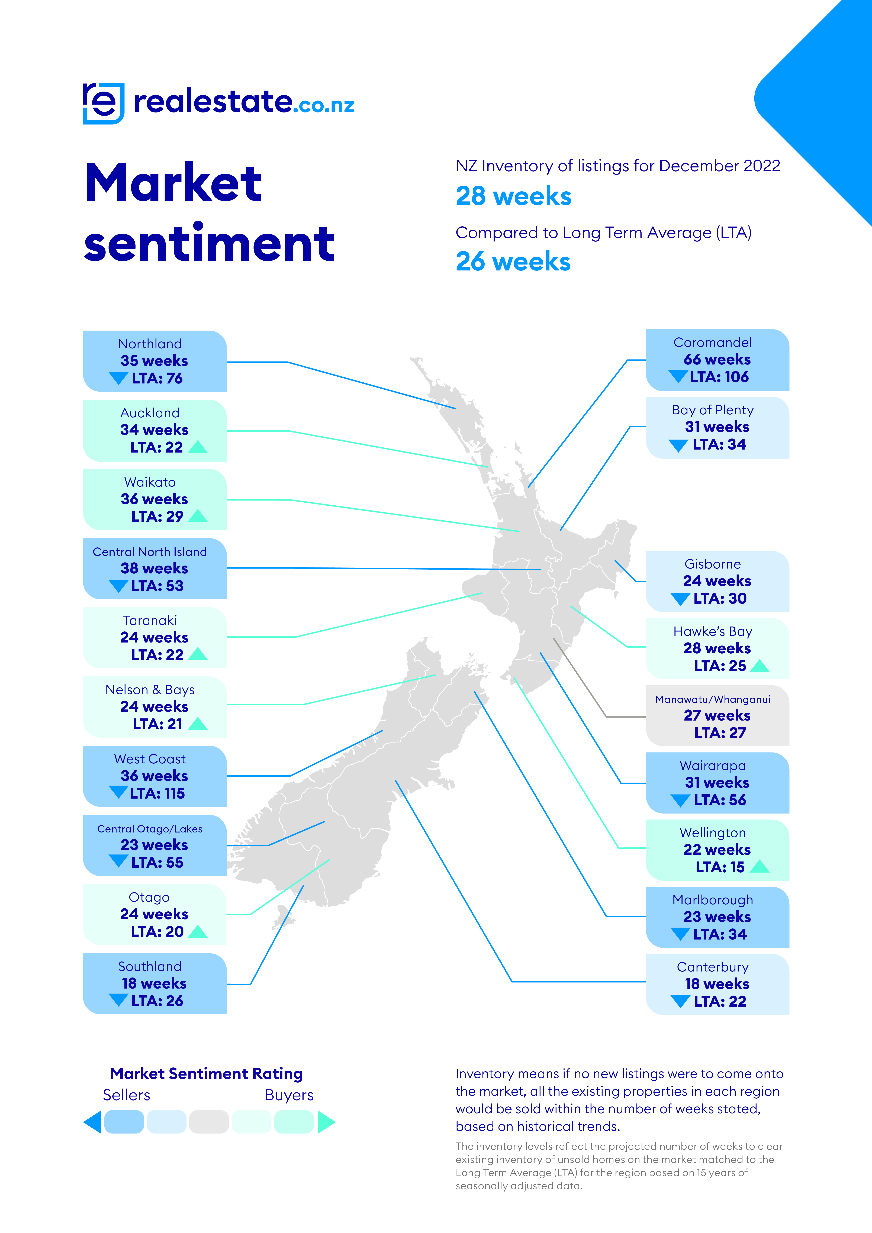 realestate.co.nz
Market
sentiment
NZ Inventory of listings for December 2022
28 weeks
Compared to Long Term Average (LTA)
26 weeks
Northland
35 weeks
LTA: 76
Auckland
34 weeks
LTA: 22
Waikato
36 weeks
LTA: 29
Central North Island
38 weeks
LTA: 53
Taranaki
24 weeks
LTA: 22
Nelson & Bays
24 weeks
LTA: 21
West Coast
36 weeks
LTA: 115
Central Otago/Lakes
23 weeks
LTA: 55
Otago
24 weeks
LTA: 20
Southland
18 weeks
LTA: 26
Coromandel
66 weeks
LTA: 106
Bay of Plenty
31 weeks
LTA: 34
Gisborne
24 weeks
LTA: 30
Hawke's Bay
28 weeks
LTA: 25
Manawatu/Whanganui
27 weeks
LTA: 27
Wairarapa
31 weeks
LTA: 56
Wellington
22 weeks
LTA: 15
Marlborough
23 weeks
LTA: 34
Canterbury
18 weeks
LTA: 22
Market Sentiment Rating
Sellers Buyers
Inventory means if no new listings were to come onto
the market, all the existing properties in each region
would be sold within the number of weeks stated,
based on historical trends.
The inventory levels reflect the projected number of weeks to clear
existing inventory of unsold homes on the market matched to the
Long Term Average (LTA) for the region based on 15 years of
seasonally adjusted data.